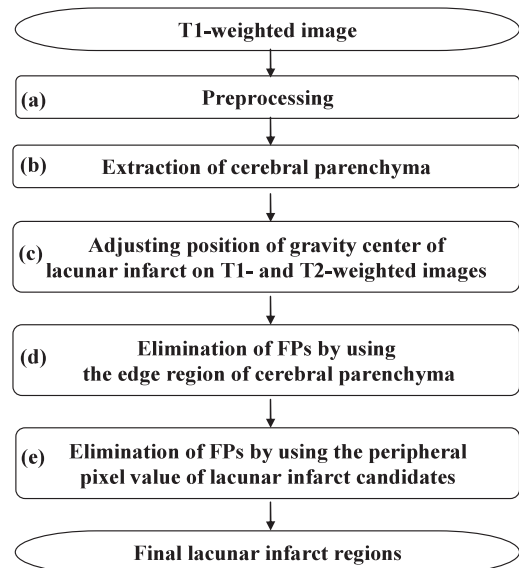 T1-weighted image
(a) Preprocessing
(b) Extraction of cerebral parenchyma
(c) Adjusting position of gravity center of
lacunar infarct on T1- and T2-weighted images
(d) Elimination of FPs by using
the edge region of cerebral parenchyma
(e) Elimination of FPs by using the peripheral
pixel value of lacunar infarct candidates
Final lacunar infarct regions